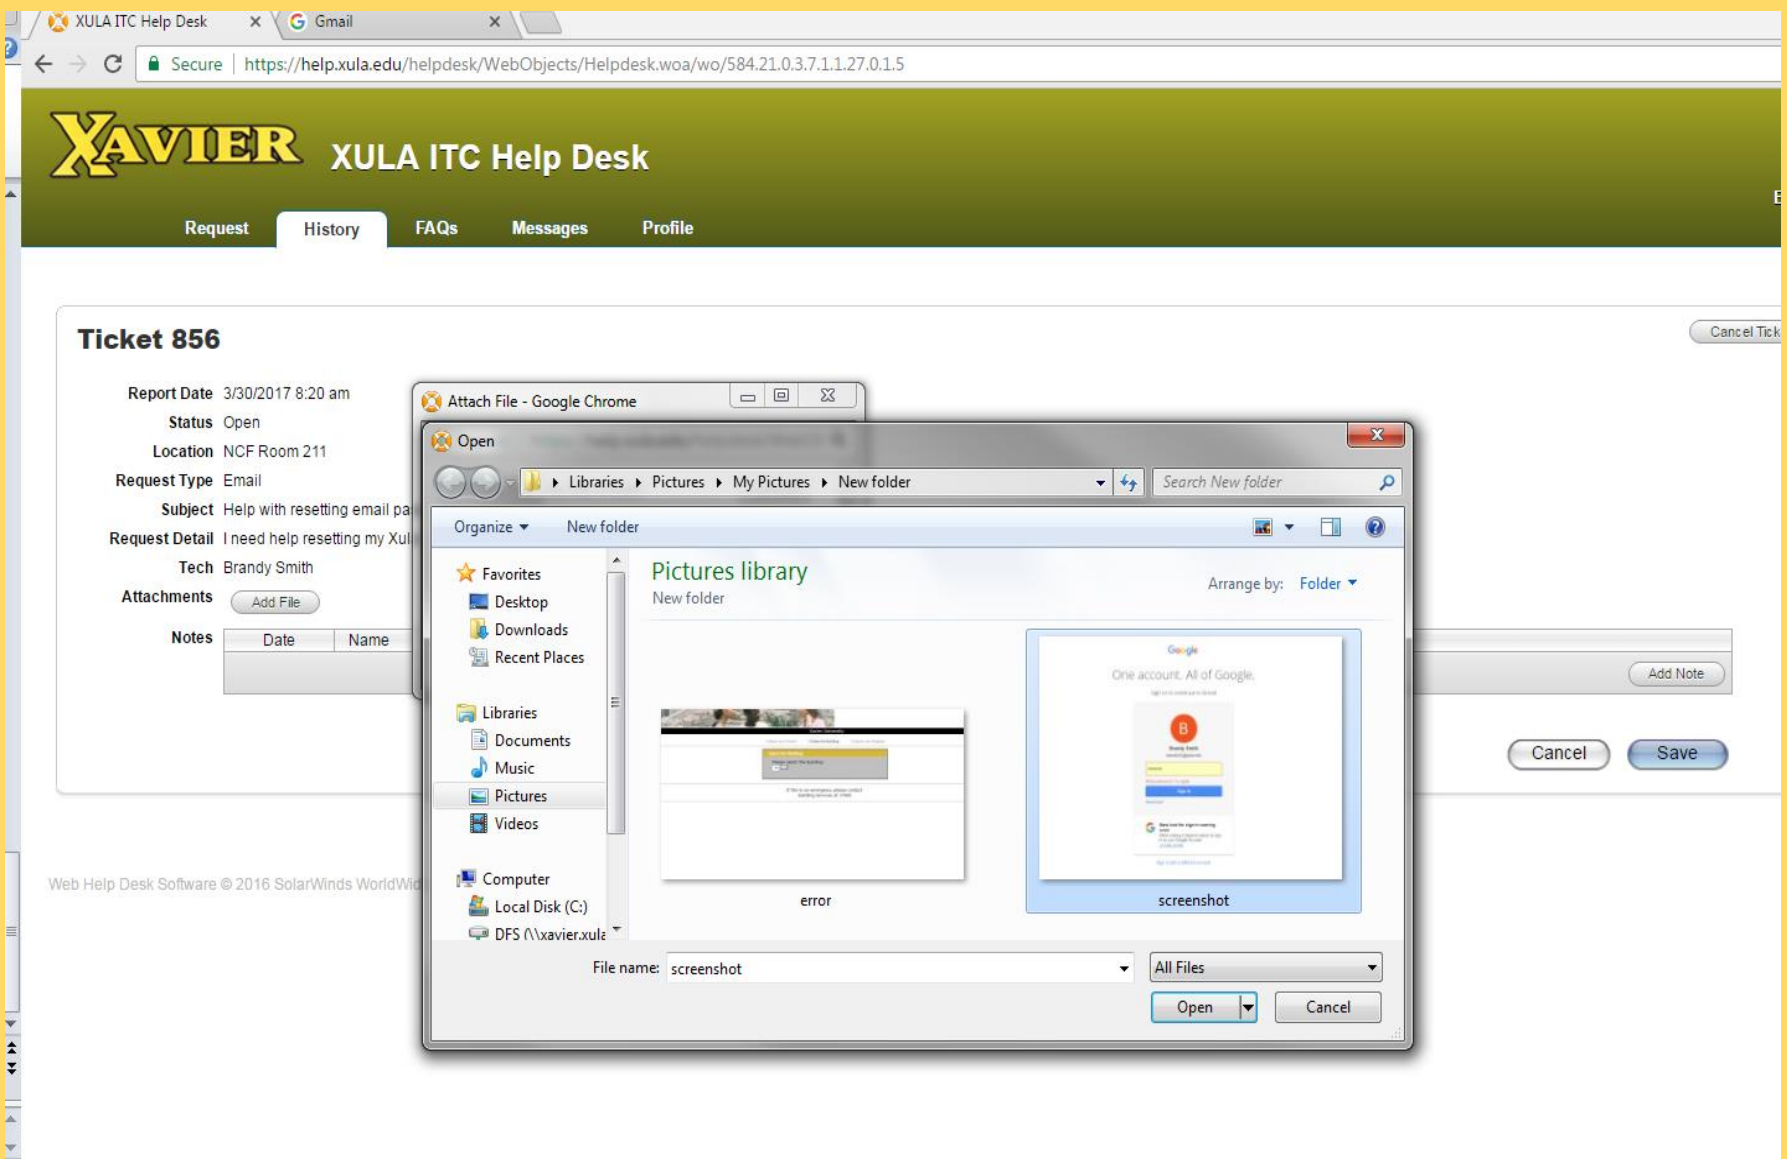 XULA ITC Help Desk
Gmail
Secure | https://help.xula.edu/helpdesk/WebObjects/Helpdesk.woa/wo/584.21.0.3.7.1.1.27.0.1.5
XAVIER XULA ITC Help Desk
Request History FAQs Messages Profile
Ticket 856
Cancel Tick
Report Date 3/30/2017 8:20 am
Status Open
Location NCF Room 211
Request Type Email
Subject Help with resetting email pa
Request Detail I need help resetting my Xul
Tech Brandy Smith
Attachments Add File
Notes Date Name
Add Note
Cancel Save
Web Help Desk Software © 2016 SolarWinds WorldWid
Attach File - Google Chrome
Open
Libraries Pictures My Pictures New folder
Search New folder
Organize New folder
Favorites
Desktop
Downloads
Recent Places
Libraries
Documents
Music
Pictures
Videos
Computer
Local Disk (C:)
DFS (\\xavier.xula
Pictures library
New folder
Arrange by: Folder
Google
One account. All of Google.
B
error
screenshot
File name: screenshot
All Files
Open Cancel